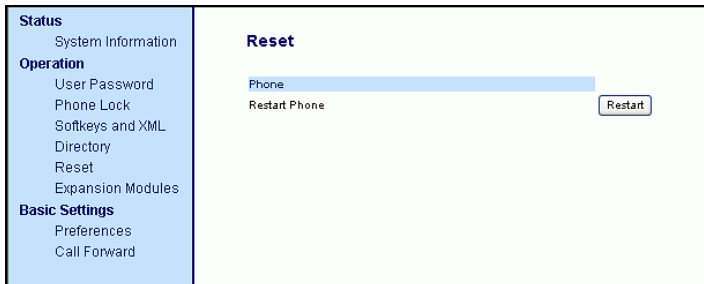 Status
System Information
Operation
User Password
Phone Lock
Softkeys and XML
Directory
Reset
Expansion Modules
Basic Settings
Preferences
Call Forward
Reset
Phone
Restart Phone Restart